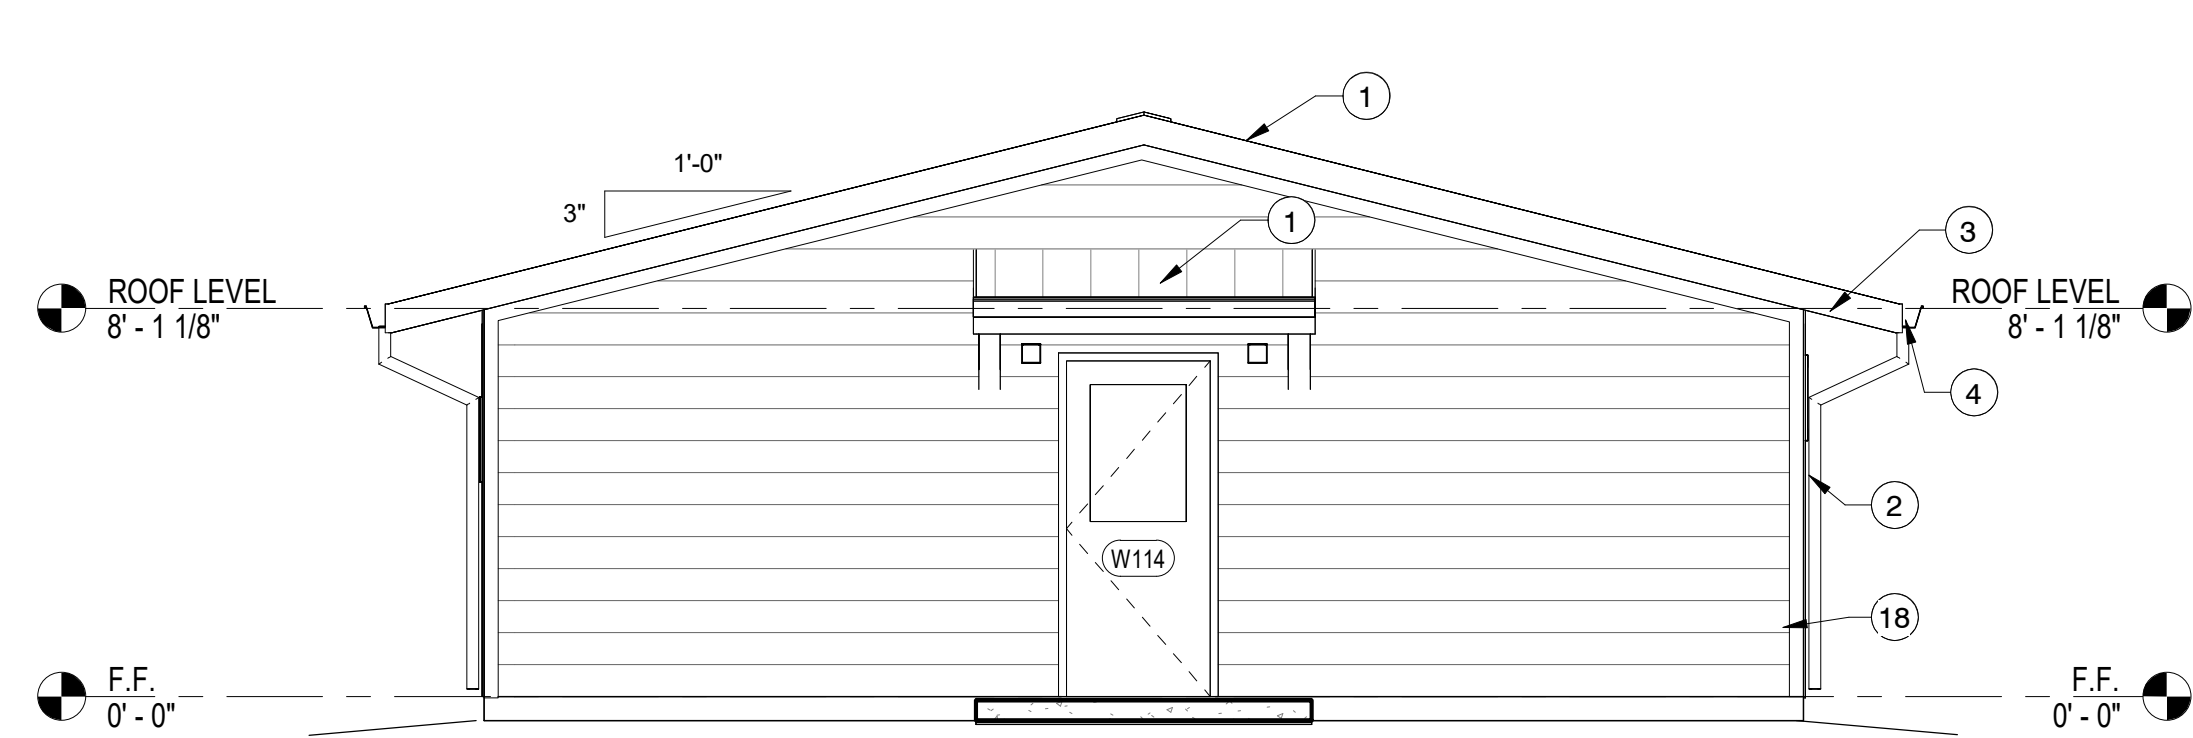 1
1'-0"
3"
1
3
ROOF LEVEL
8' - 1 1/8"
ROOF LEVEL
8' - 1 1/8"
4
2
W114
18
F.F.
0' - 0"
F.F.
0' - 0"